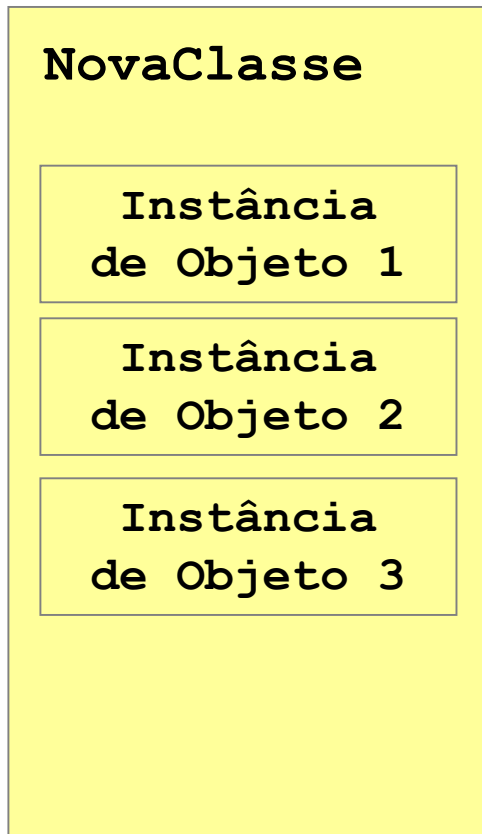 NovaClasse
Instância
de Objeto 1
Instância
de Objeto 2
Instância
de Objeto 3